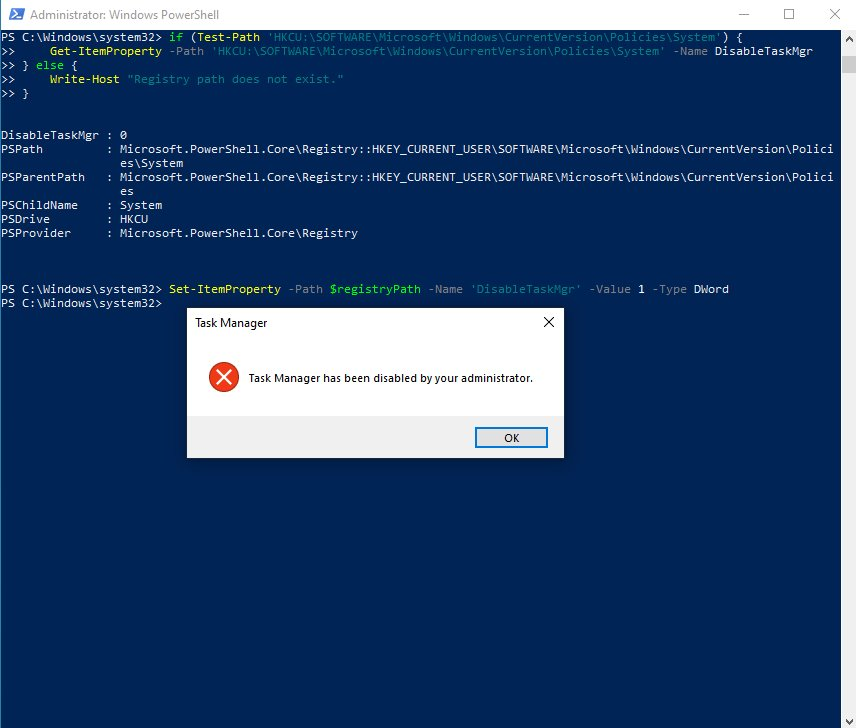 Administrator: Windows PowerShell
PS C:\Windows\system32> if (Test-Path 'HKCU:\SOFTWARE\Microsoft\Windows\CurrentVersion\Policies\System') {
>>     Get-ItemProperty -Path 'HKCU:\SOFTWARE\Microsoft\Windows\CurrentVersion\Policies\System' -Name DisableTaskMgr
>> } else {
>>     Write-Host "Registry path does not exist."
>> }
DisableTaskMgr : 0
PSPath         : Microsoft.PowerShell.Core\Registry::HKEY_CURRENT_USER\SOFTWARE\Microsoft\Windows\CurrentVersion\Polici
es\System
PSParentPath   : Microsoft.PowerShell.Core\Registry::HKEY_CURRENT_USER\SOFTWARE\Microsoft\Windows\CurrentVersion\Polici
es
PSChildName    : System
PSDrive        : HKCU
PSProvider     : Microsoft.PowerShell.Core\Registry
PS C:\Windows\system32> Set-ItemProperty -Path $registryPath -Name 'DisableTaskMgr' -Value 1 -Type DWord
PS C:\Windows\system32>
Task Manager
Task Manager has been disabled by your administrator.
OK